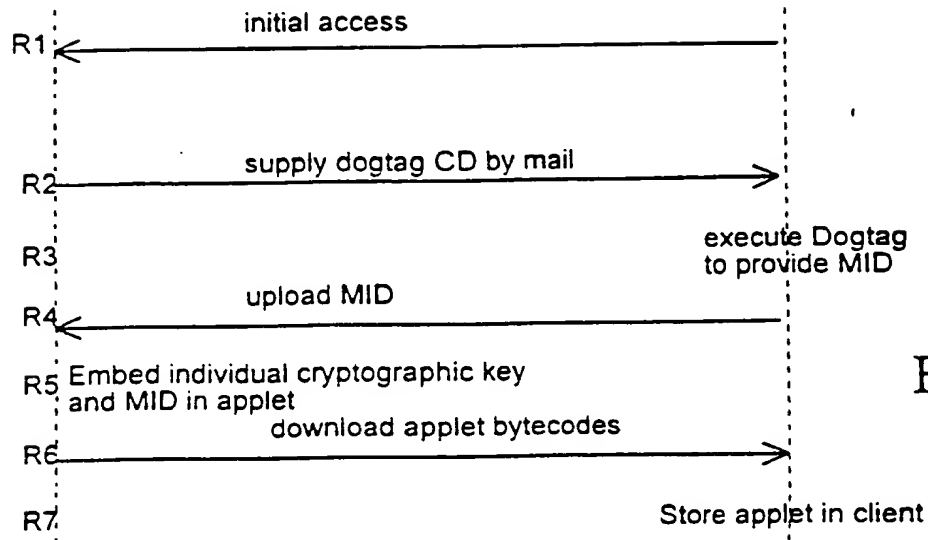 initial access
R1
supply dogtag CD by mail
R2
execute Dogtag
R3
to provide MID
upload MID
R4
R5 Embed individual cryptographic key
and MID in applet
download applet bytecodes
R6
R7
Store applet in client